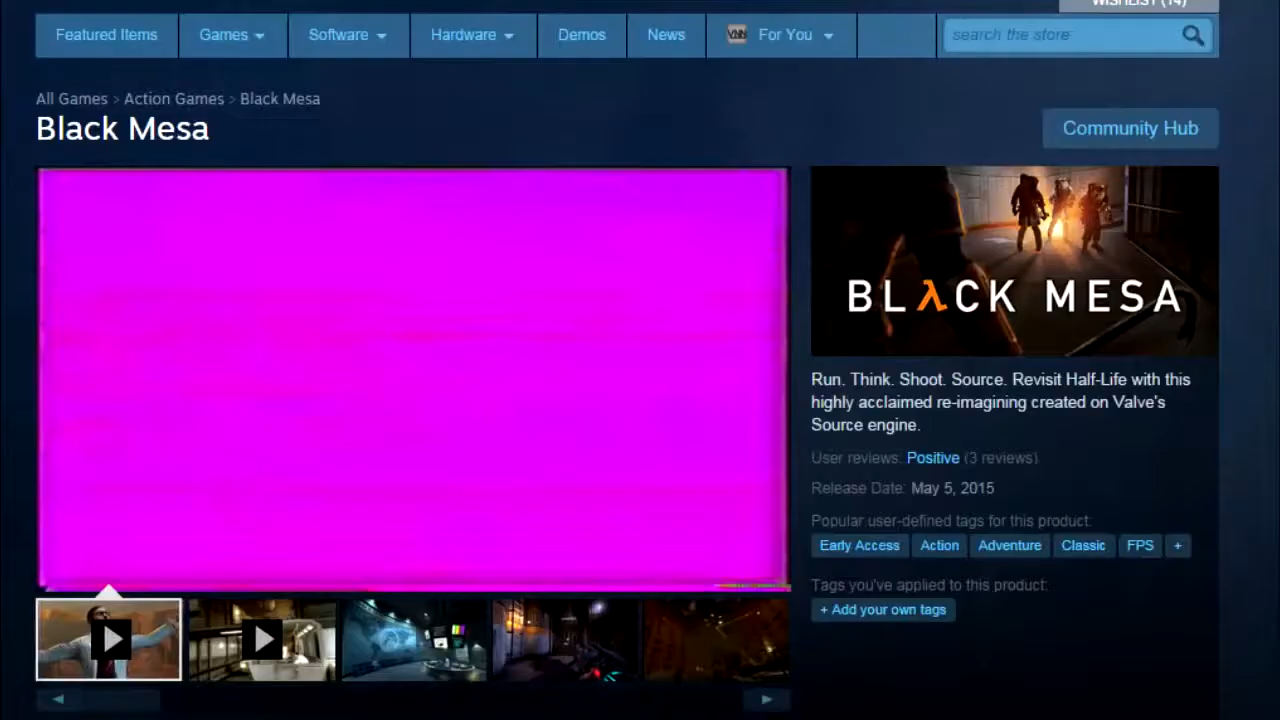 WISHLIST (14)
Featured Items Games Software Hardware Demos News For You search the store
All Games > Action Games > Black Mesa
Black Mesa
Community Hub
BLλCK MESA
Run. Think. Shoot. Source. Revisit Half-Life with this
highly acclaimed re-imagining created on Valve's
Source engine.
User reviews: Positive (3 reviews)
Release Date: May 5, 2015
Popular user-defined tags for this product:
Early Access Action Adventure Classic FPS +
Tags you've applied to this product:
+ Add your own tags